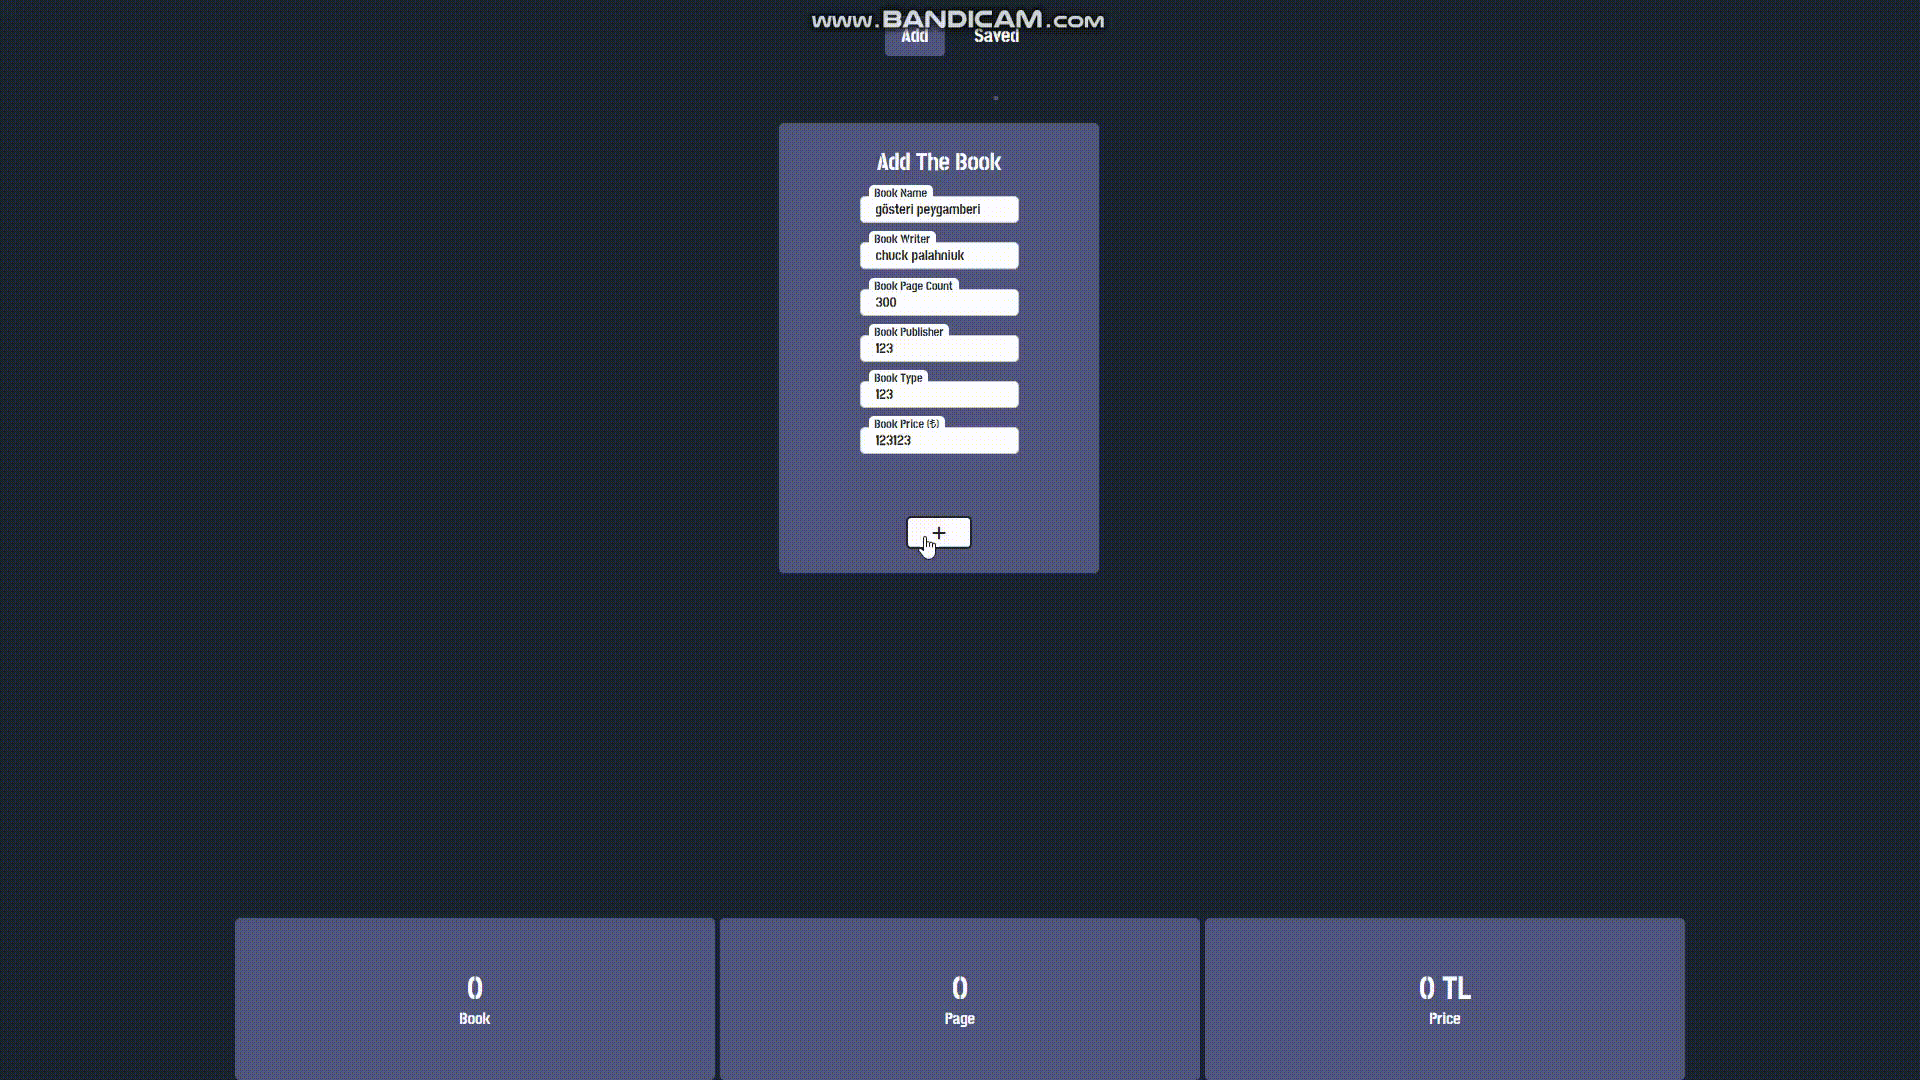 www.BANDICAM.com
Add Saved
Add The Book
Book Name
gösteri peygamberi
Book Writer
chuck palahniuk
Book Page Count
300
Book Publisher
123
Book Type
123
Book Price (₺)
123123
+
0
Book
0
Page
0 TL
Price